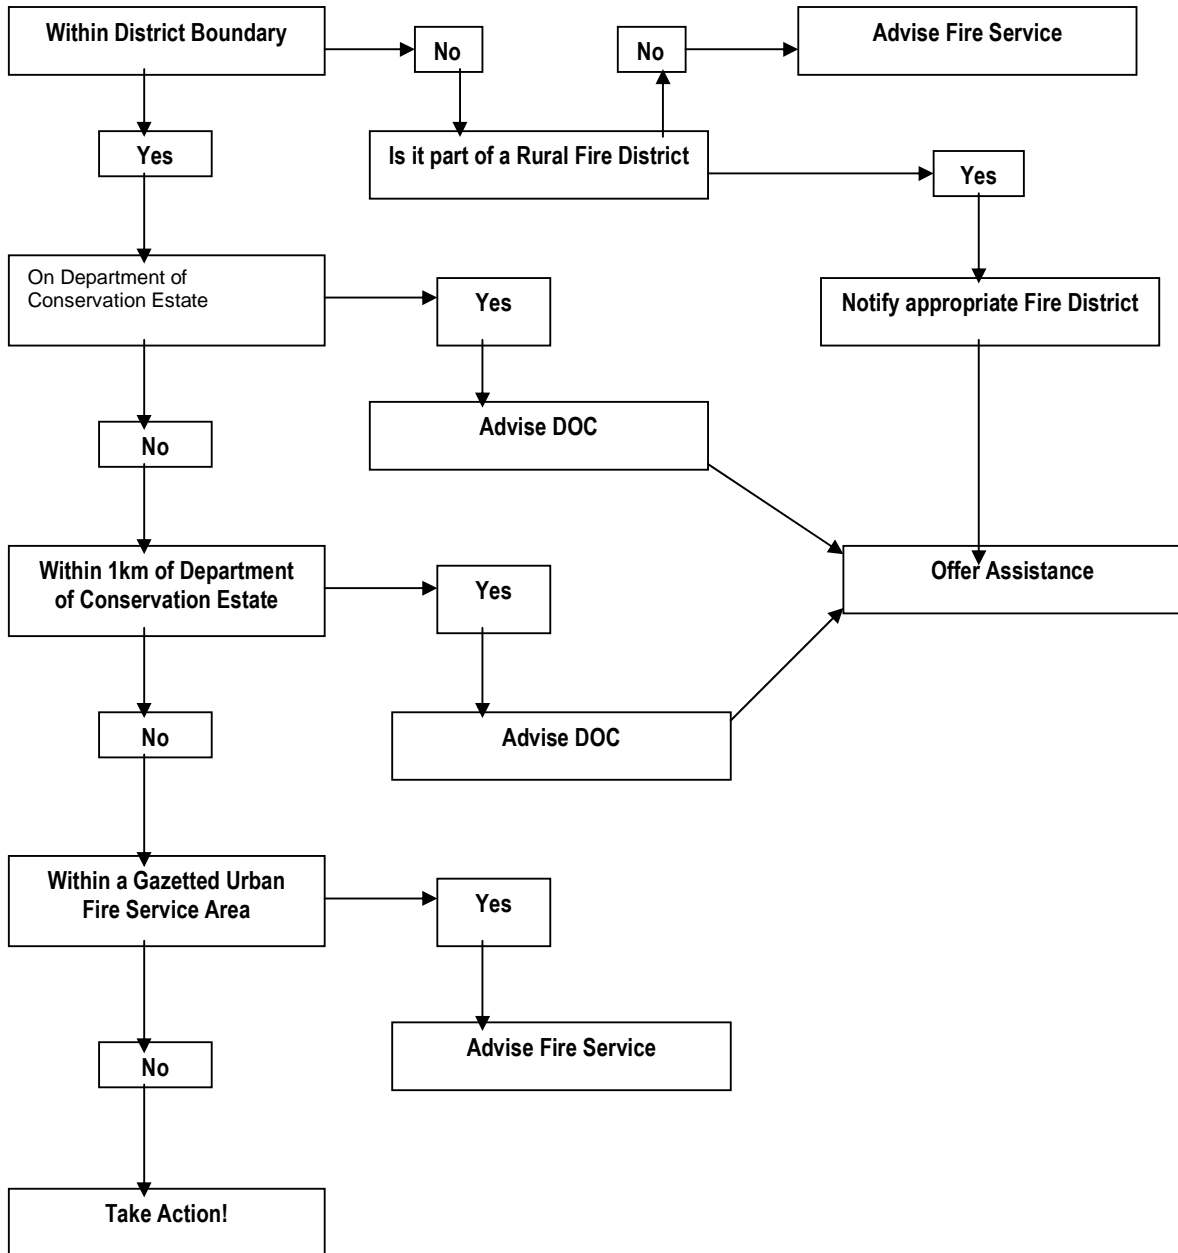 Within District Boundary
No
No
Advise Fire Service
Yes
Is it part of a Rural Fire District
Yes
On Department of
Conservation Estate
Yes
Notify appropriate Fire District
No
Advise DOC
Within 1km of Department
of Conservation Estate
Yes
Offer Assistance
No
Advise DOC
Within a Gazetted Urban
Fire Service Area
Yes
No
Advise Fire Service
Take Action!